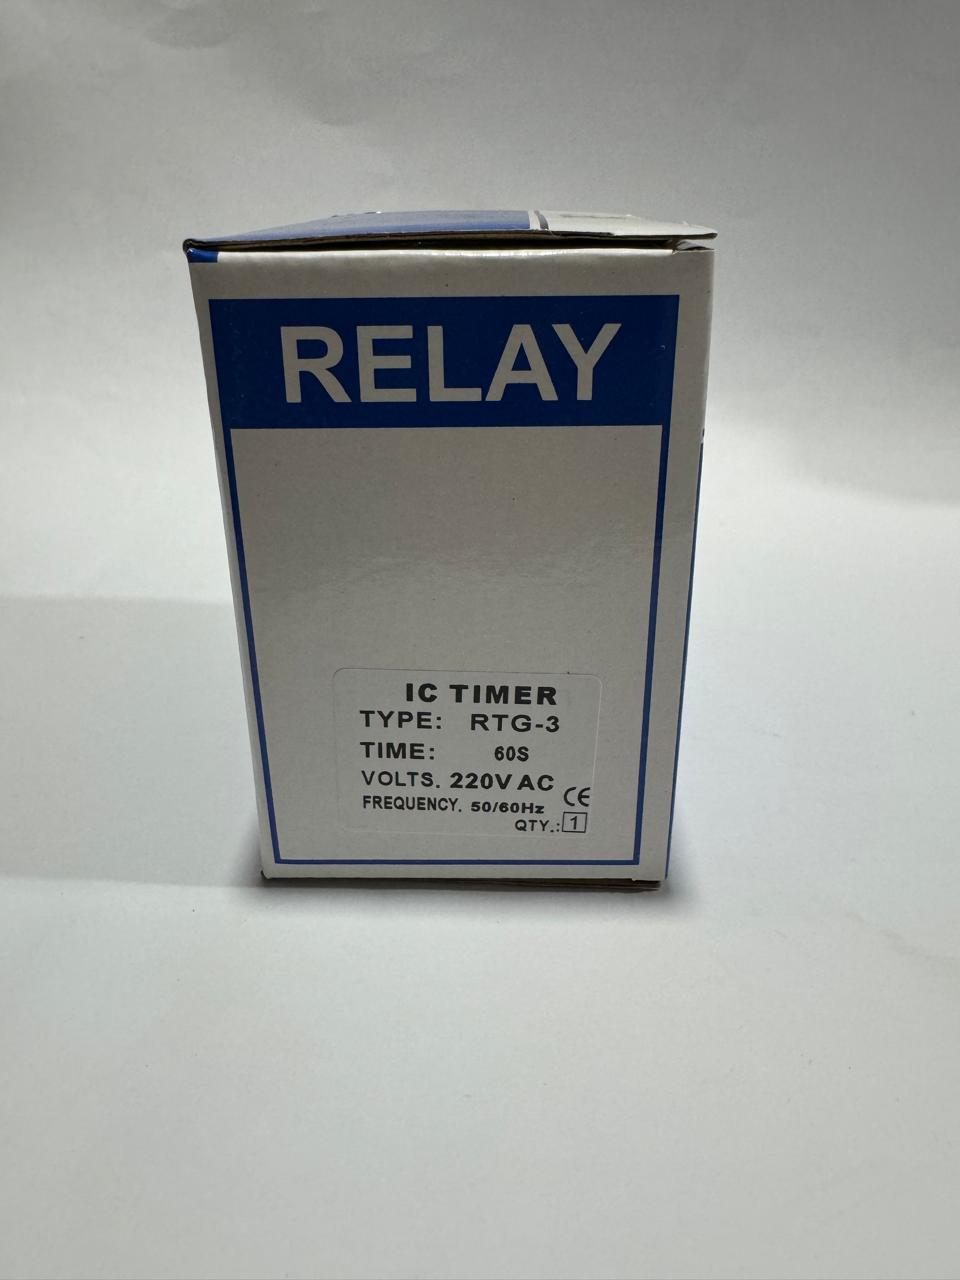 RELAY
IC TIMER
TYPE: RTG-3
TIME: 60S
VOLTS. 220V AC
FREQUENCY. 50/60Hz CE
QTY.: 1